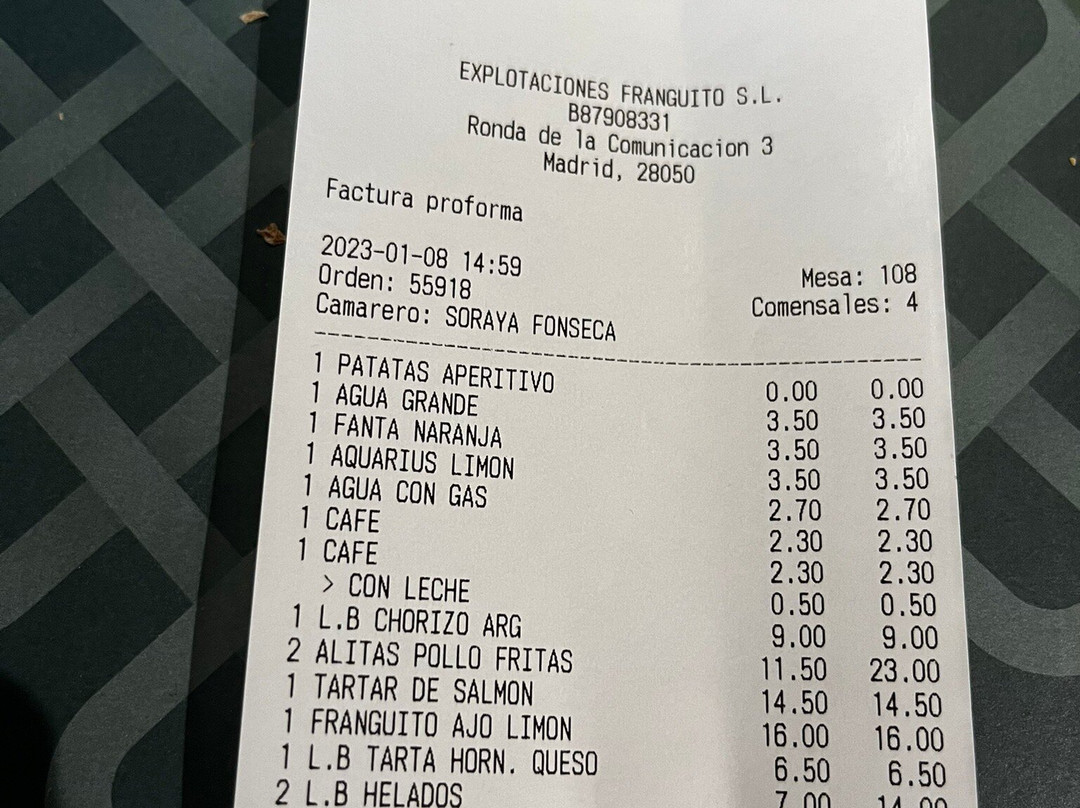 EXPLOTACIONES FRANGUITO S.L.
B87908331
Ronda de la Comunicacion 3
Madrid, 28050
Factura proforma
2023-01-08 14:59
Orden: 55918 Mesa: 108
Camarero: SORAYA FONSECA Comensales: 4
1 PATATAS APERITIVO 0.00 0.00
1 AGUA GRANDE 3.50 3.50
1 FANTA NARANJA 3.50 3.50
1 AQUARIUS LIMON 3.50 3.50
1 AGUA CON GAS 2.70 2.70
1 CAFE 2.30 2.30
1 CAFE 2.30 2.30
> CON LECHE 0.50 0.50
1 L.B CHORIZO ARG 9.00 9.00
2 ALITAS POLLO FRITAS 11.50 23.00
1 TARTAR DE SALMON 14.50 14.50
1 FRANGUITO AJO LIMON 16.00 16.00
1 L.B TARTA HORN. QUESO 6.50 6.50
2 L.B HELADOS 7.00 14.00